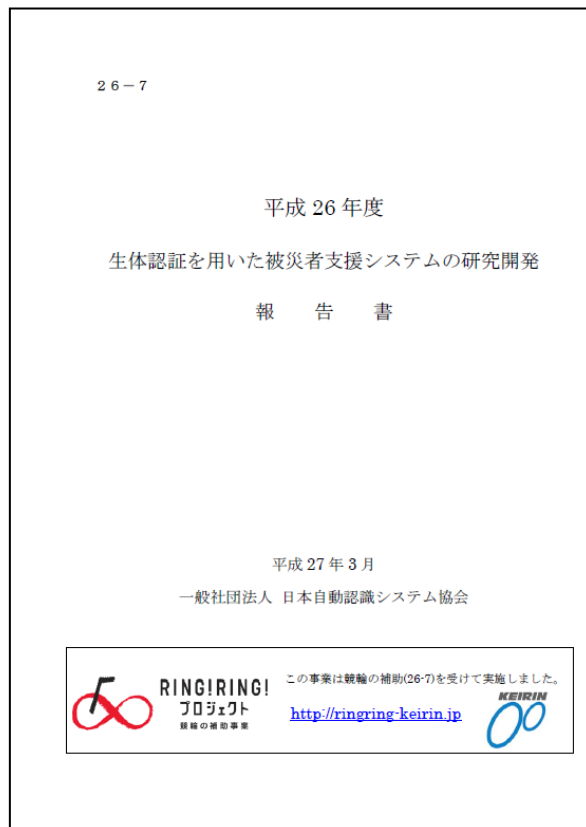 26-7
平成 26 年度
生体認証を用いた被災者支援システムの研究開発
報 告 書
平成 27 年 3 月
一般社団法人 日本自動認識システム協会
この事業は競輪の補助(26-7)を受けて実施しました。
RING!RING!
プロジェクト
競輪の補助事業
http://ringring-keirin.jp
KEIRIN